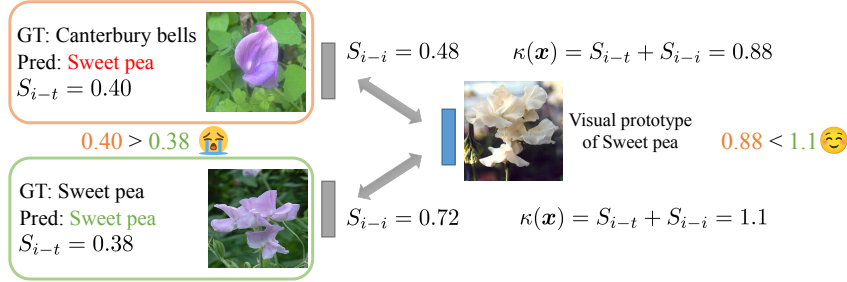 GT: Canterbury bells
Pred: Sweet pea
S_{i-t} = 0.40
S_{i-i} = 0.48
κ(x) = S_{i-t} + S_{i-i} = 0.88
0.40 > 0.38 😭
Visual prototype
of Sweet pea
0.88 < 1.1 ☺️
GT: Sweet pea
Pred: Sweet pea
S_{i-t} = 0.38
S_{i-i} = 0.72
κ(x) = S_{i-t} + S_{i-i} = 1.1